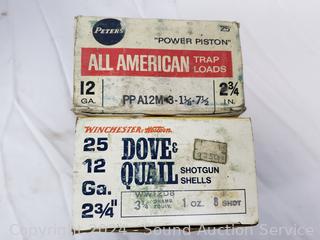 PETERS
25
"POWER PISTON"
ALL AMERICAN TRAP LOADS
12 GA.
PPA12M-3-1⅛-7½
2¾ IN.
WINCHESTER-Western
25
12
Ga.
2¾"
DOVE & QUAIL
SHOTGUN SHELLS
WW12D8
3¼ DRAMS EQUIV.
1 OZ.
8 SHOT
Copyright 2024 - Sound Auction Service